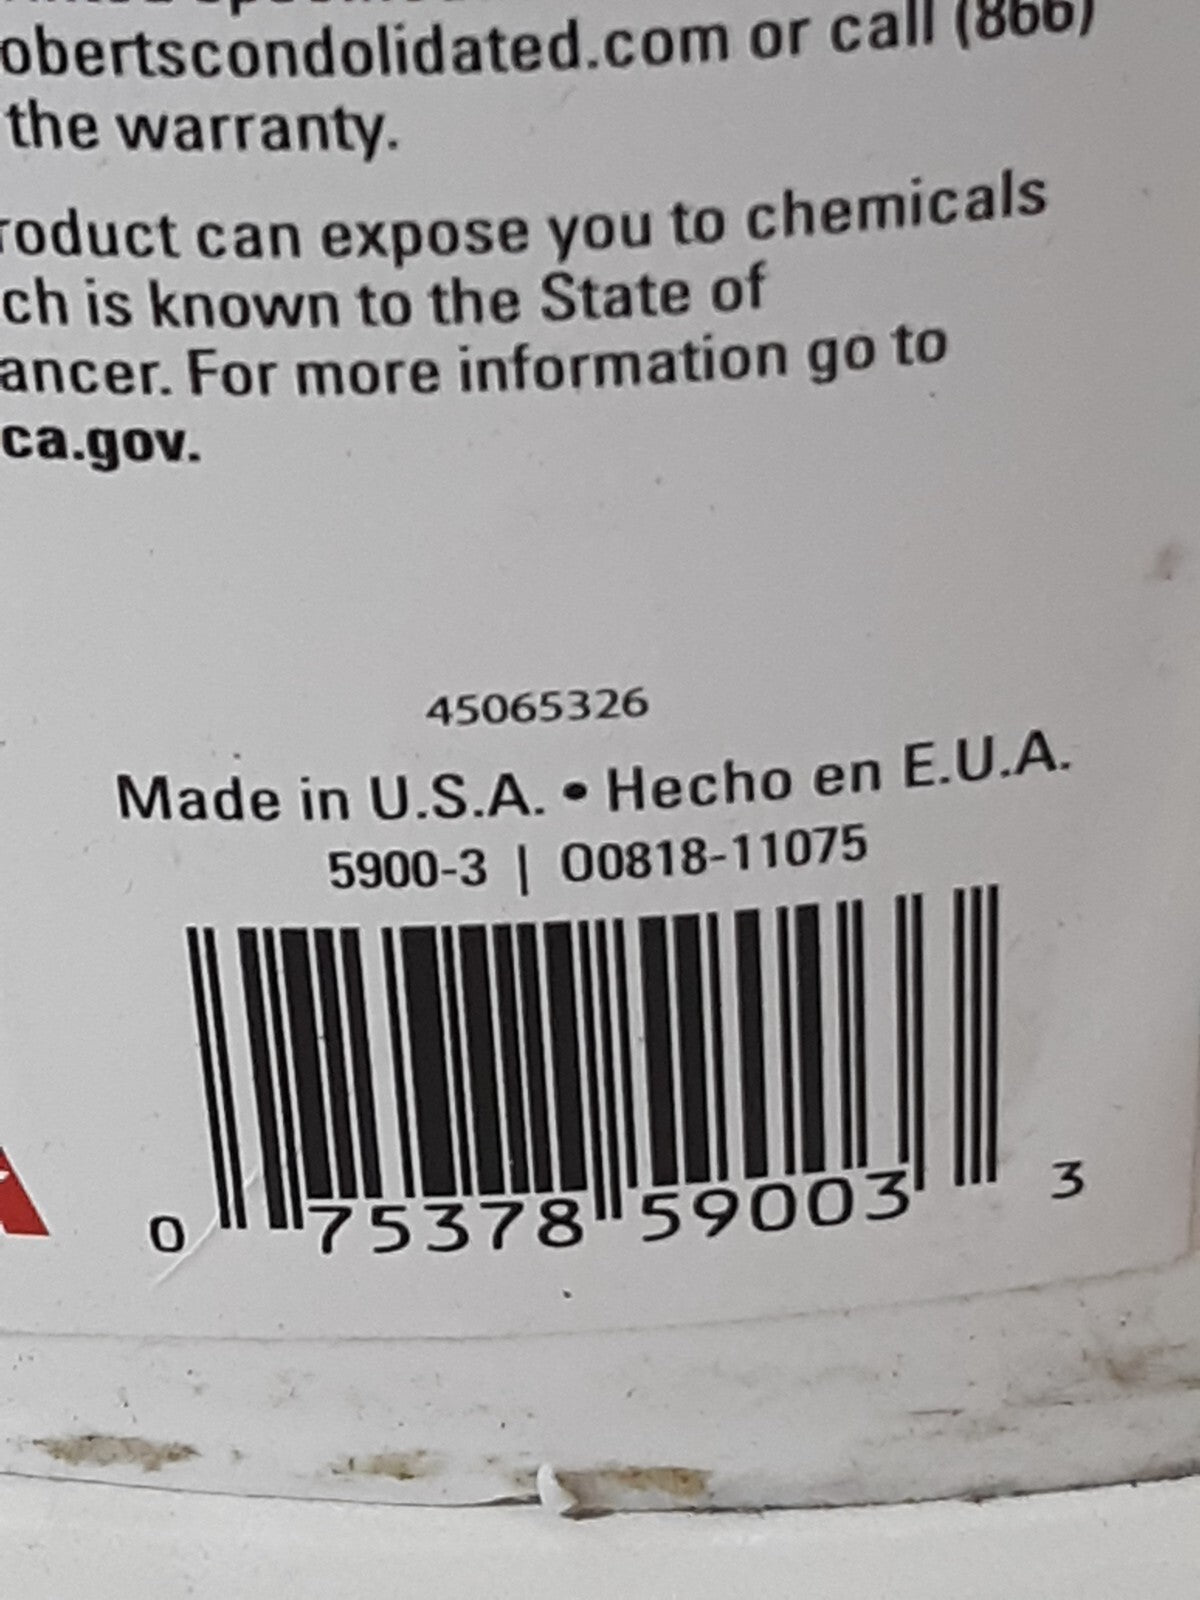 obertscondolidated.com or call (866)
the warranty.
roduct can expose you to chemicals
ch is known to the State of
ancer. For more information go to
ca.gov.
45065326
Made in U.S.A. • Hecho en E.U.A.
5900-3 | O0818-11075
0 75378 59003 3